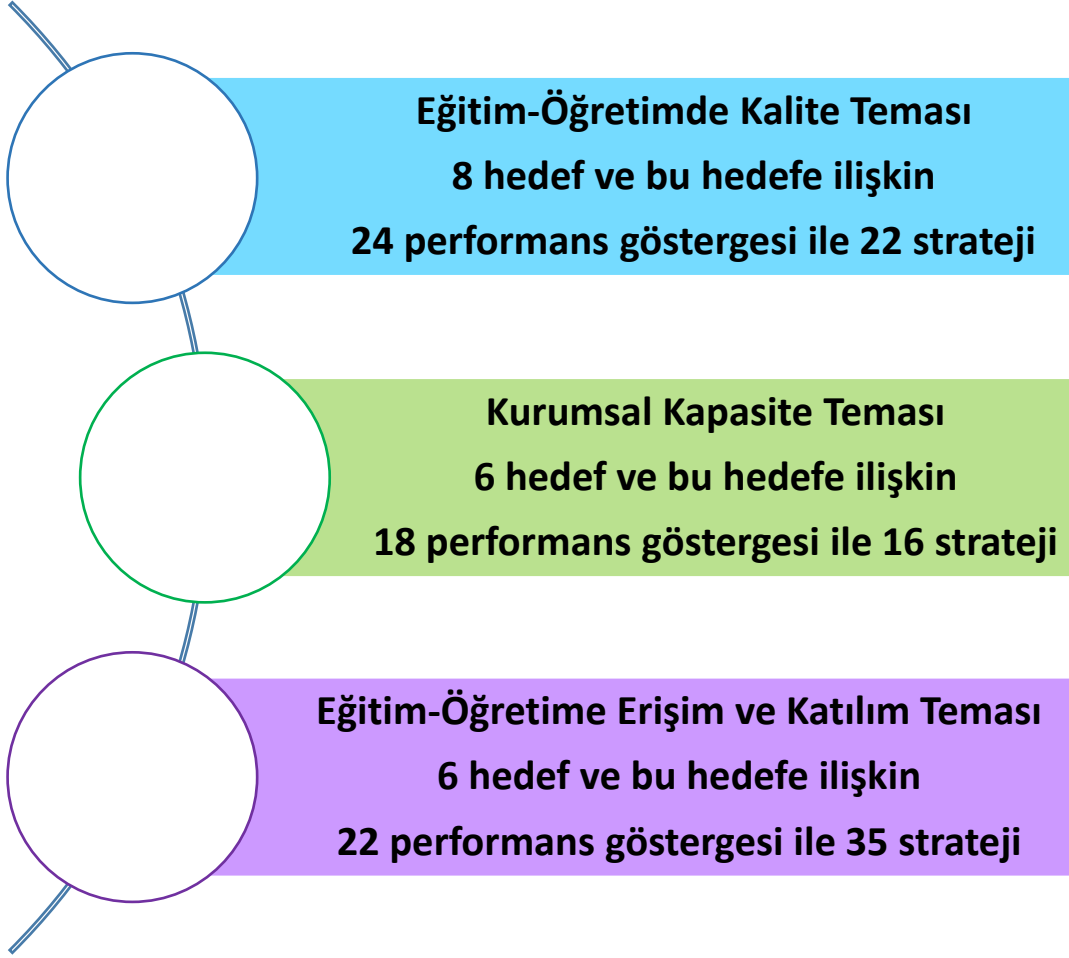 Eğitim-Öğretimde Kalite Teması
8 hedef ve bu hedefe ilişkin
24 performans göstergesi ile 22 strateji
Kurumsal Kapasite Teması
6 hedef ve bu hedefe ilişkin
18 performans göstergesi ile 16 strateji
Eğitim-Öğretime Erişim ve Katılım Teması
6 hedef ve bu hedefe ilişkin
22 performans göstergesi ile 35 strateji